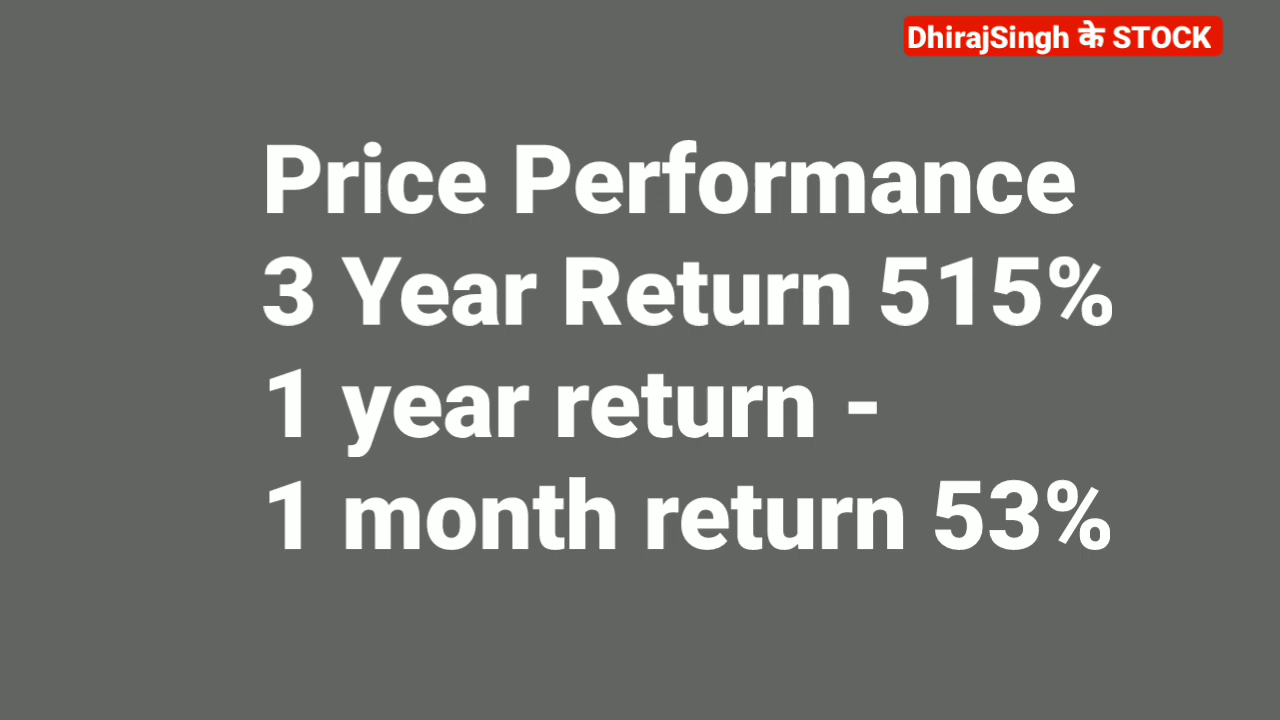 DhirajSingh के STOCK
Price Performance
3 Year Return 515%
1 year return -
1 month return 53%